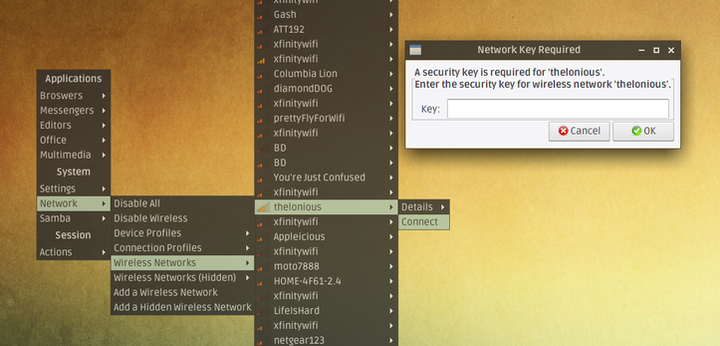 Applications
Broswers
Messengers
Editors
Office
Multimedia
System
Settings
Network
Samba
Session
Actions
Disable All
Disable Wireless
Device Profiles
Connection Profiles
Wireless Networks
Wireless Networks (Hidden)
Add a Wireless Network
Add a Hidden Wireless Network
xfinitywifi
Gash
ATT192
xfinitywifi
xfinitywifi
Columbia Lion
diamondDOG
xfinitywifi
prettyFlyForWifi
xfinitywifi
BD
BD
You're Just Confused
xfinitywifi
thelonious
xfinitywifi
Appleicious
xfinitywifi
moto7888
HOME-4F61-2.4
xfinitywifi
LifeIsHard
xfinitywifi
netgear123
Details
Connect
Network Key Required
A security key is required for 'thelonious'.
Enter the security key for wireless network 'thelonious'.
Key:
Cancel
OK